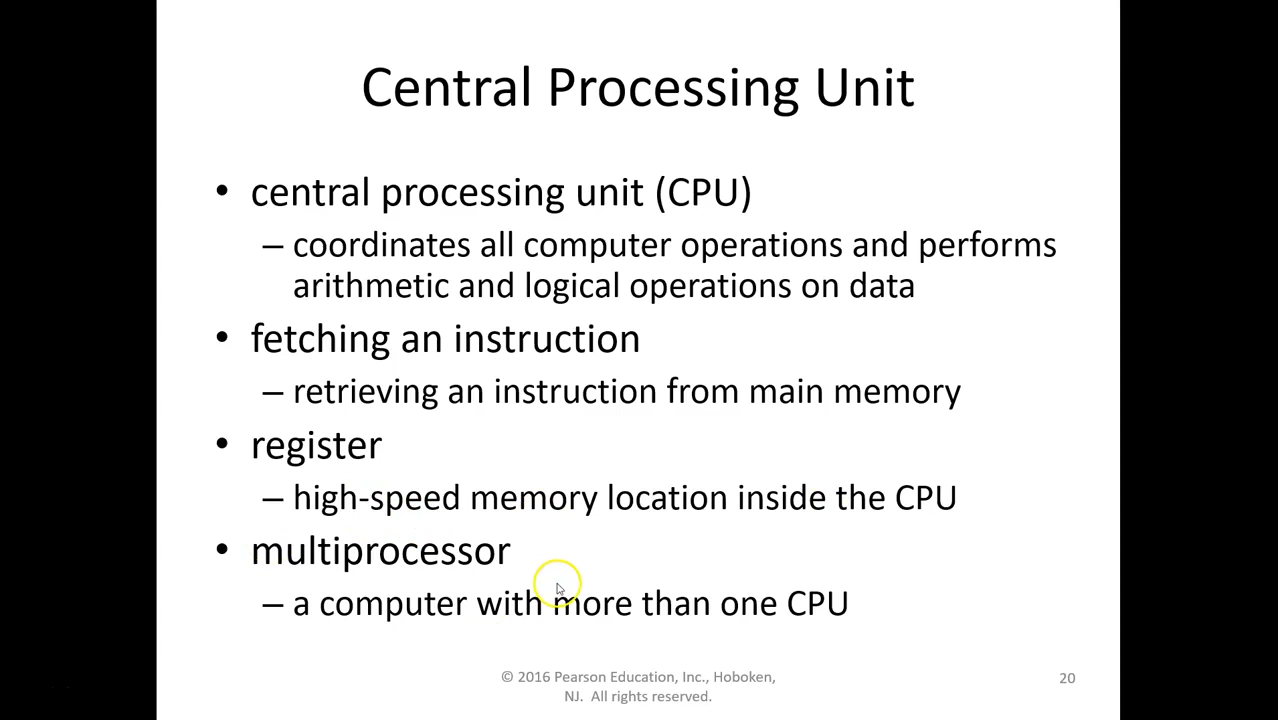 Central Processing Unit
• central processing unit (CPU)
– coordinates all computer operations and performs
arithmetic and logical operations on data
• fetching an instruction
– retrieving an instruction from main memory
• register
– high-speed memory location inside the CPU
• multiprocessor
– a computer with more than one CPU
© 2016 Pearson Education, Inc., Hoboken,
NJ. All rights reserved.
20